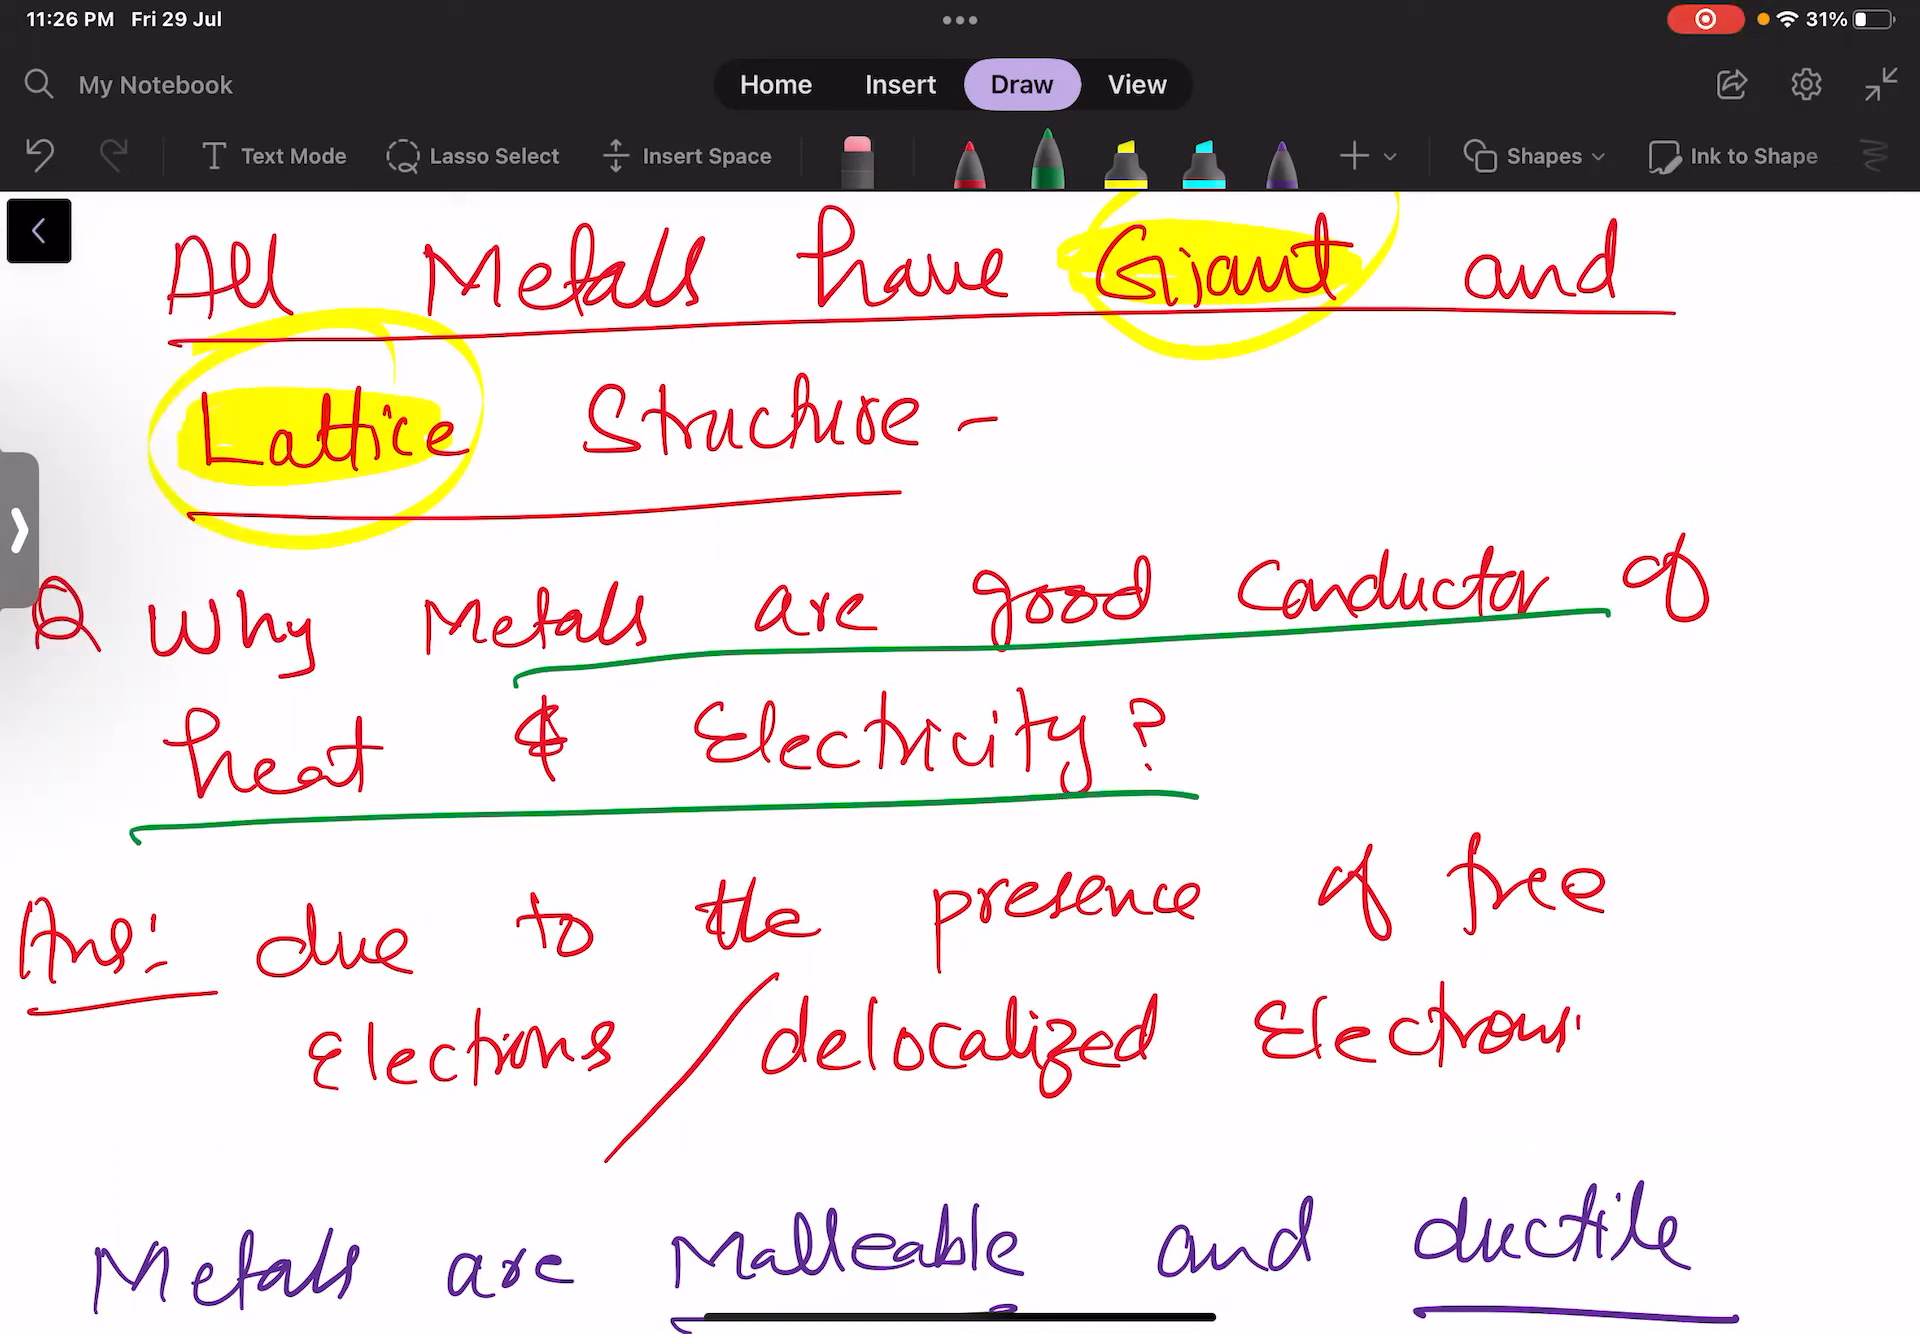 11:26 PM Fri 29 Jul 31%
My Notebook Home Insert Draw View
Text Mode Lasso Select Insert Space Shapes Ink to Shape
All Metals have Giant and
Lattice Structure -
Q Why Metals are good conductor of
heat & Electricity?
Ans: due to the presence of free
Electrons / delocalized Electrons
Metals are Malleable and ductile